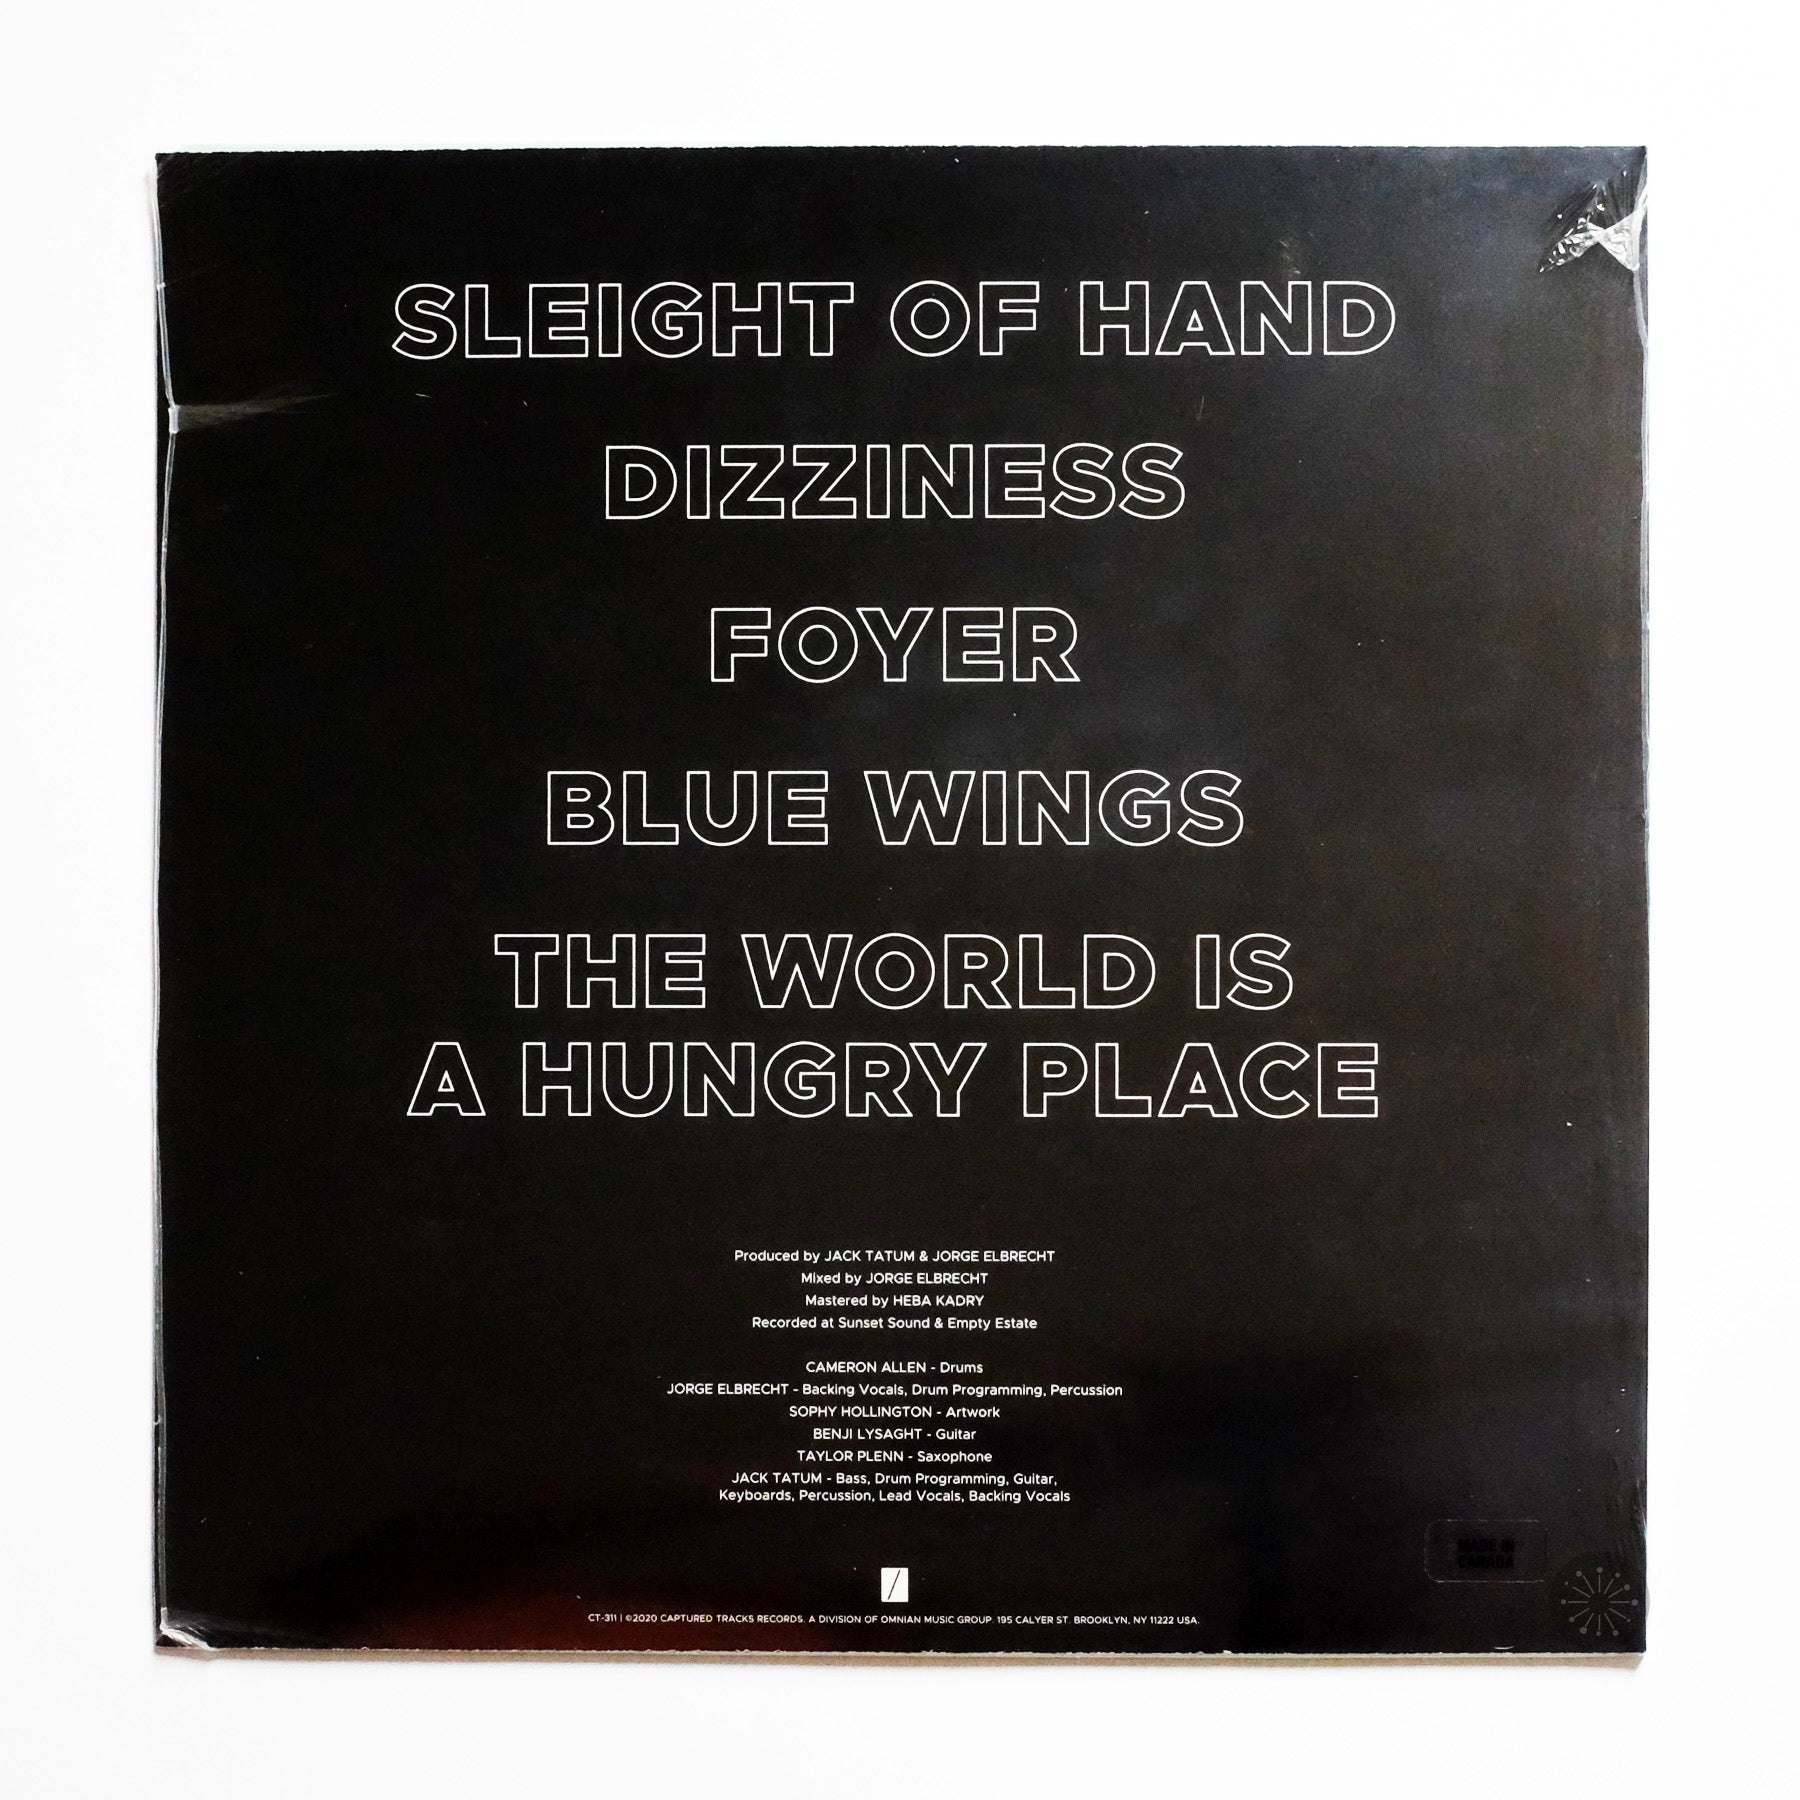 SLEIGHT OF HAND
DIZZINESS
FOYER
BLUE WINGS
THE WORLD IS
A HUNGRY PLACE
Produced by JACK TATUM & JORGE ELBRECHT
Mixed by JORGE ELBRECHT
Mastered by HEBA KADRY
Recorded at Sunset Sound & Empty Estate
CAMERON ALLEN - Drums
JORGE ELBRECHT - Backing Vocals, Drum Programming, Percussion
SOPHY HOLLINGTON - Artwork
BENJI LYSAGHT - Guitar
TAYLOR PLENN - Saxophone
JACK TATUM - Bass, Drum Programming, Guitar,
Keyboards, Percussion, Lead Vocals, Backing Vocals
MADE IN
CANADA
CT-311 | ©2020 CAPTURED TRACKS RECORDS. A DIVISION OF OMNIAN MUSIC GROUP. 195 CALYER ST. BROOKLYN, NY 11222 USA.